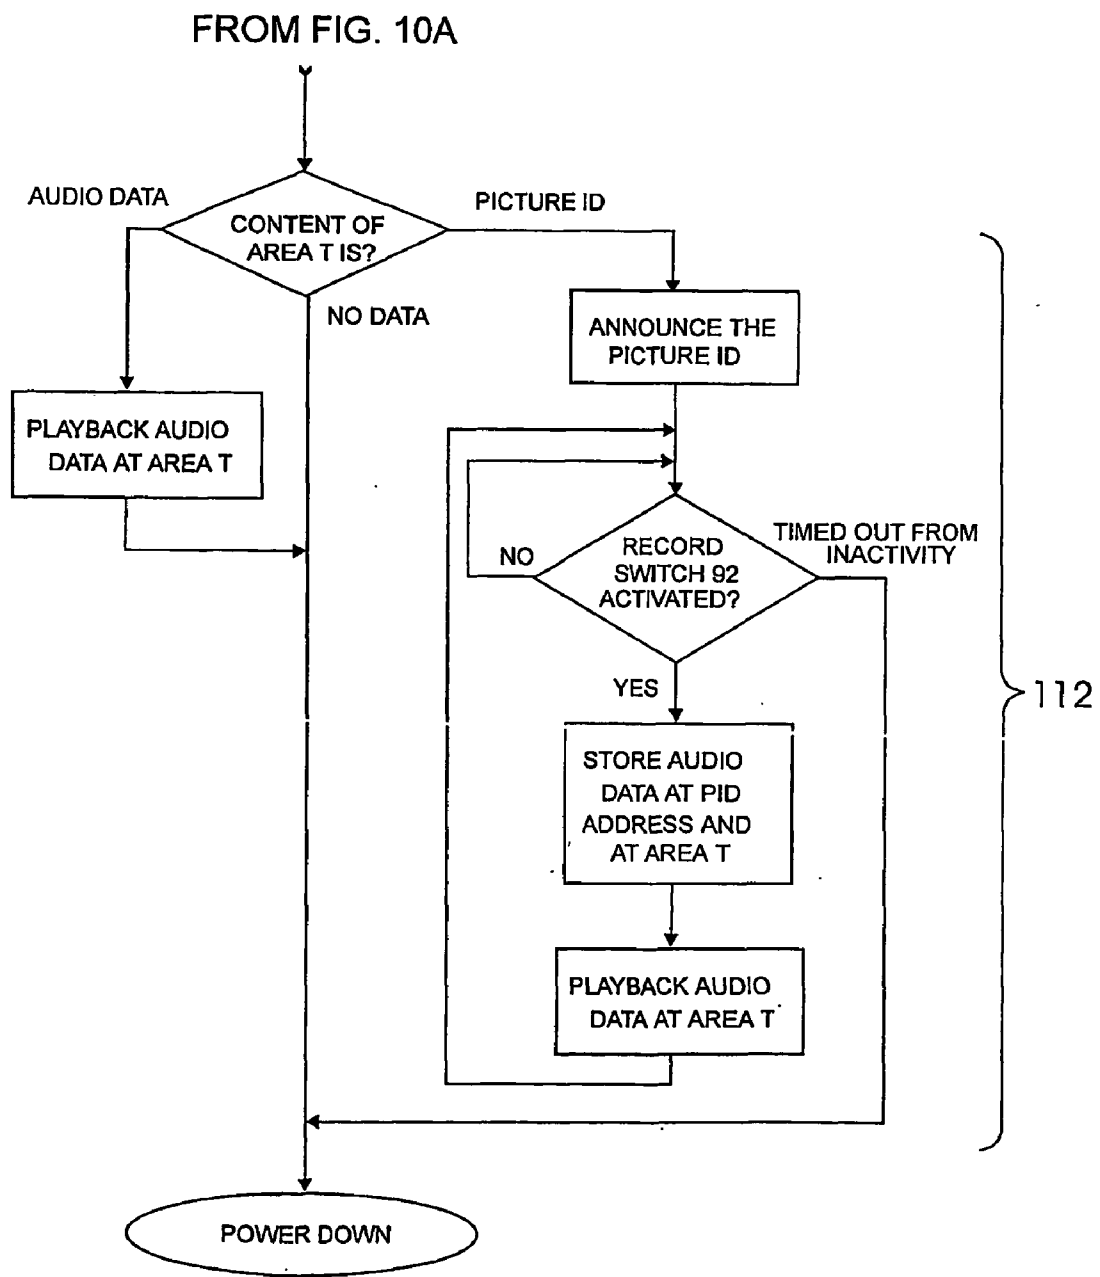 FROM FIG. 10A
AUDIO DATA
PICTURE ID
CONTENT OF
AREA T IS?
NO DATA
ANNOUNCE THE
PICTURE ID
PLAYBACK AUDIO
DATA AT AREA T
NO
RECORD
SWITCH 92
ACTIVATED?
TIMED OUT FROM
INACTIVITY
YES
112
STORE AUDIO
DATA AT PID
ADDRESS AND
AT AREA T
PLAYBACK AUDIO
DATA AT AREA T
POWER DOWN